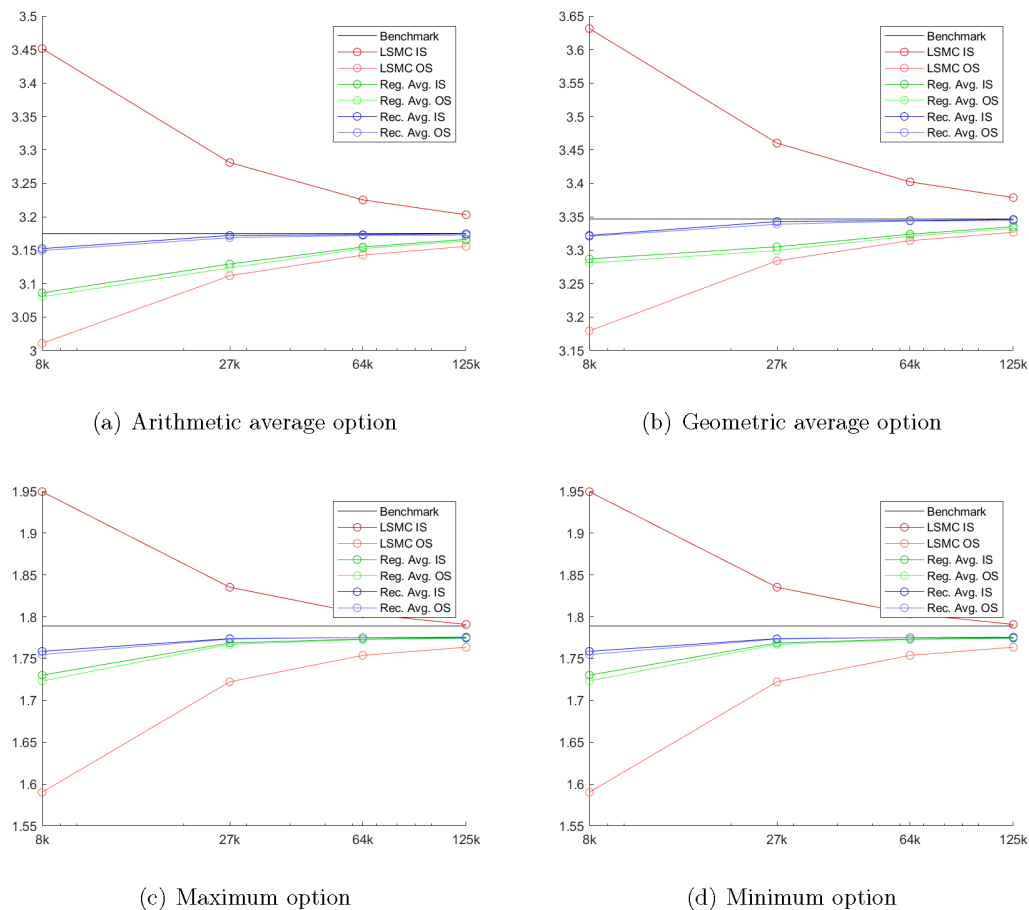 3.5
3.45
3.4
3.35
3.3
3.25
3.2
3.15
3.1
3.05
3
8k 27k 64k 125k
Benchmark
LSMC IS
LSMC OS
Reg. Avg. IS
Reg. Avg. OS
Rec. Avg. IS
Rec. Avg. OS
(a) Arithmetic average option
3.65
3.6
3.55
3.5
3.45
3.4
3.35
3.3
3.25
3.2
3.15
8k 27k 64k 125k
Benchmark
LSMC IS
LSMC OS
Reg. Avg. IS
Reg. Avg. OS
Rec. Avg. IS
Rec. Avg. OS
(b) Geometric average option
1.95
1.9
1.85
1.8
1.75
1.7
1.65
1.6
1.55
8k 27k 64k 125k
Benchmark
LSMC IS
LSMC OS
Reg. Avg. IS
Reg. Avg. OS
Rec. Avg. IS
Rec. Avg. OS
(c) Maximum option
1.95
1.9
1.85
1.8
1.75
1.7
1.65
1.6
1.55
8k 27k 64k 125k
Benchmark
LSMC IS
LSMC OS
Reg. Avg. IS
Reg. Avg. OS
Rec. Avg. IS
Rec. Avg. OS
(d) Minimum option